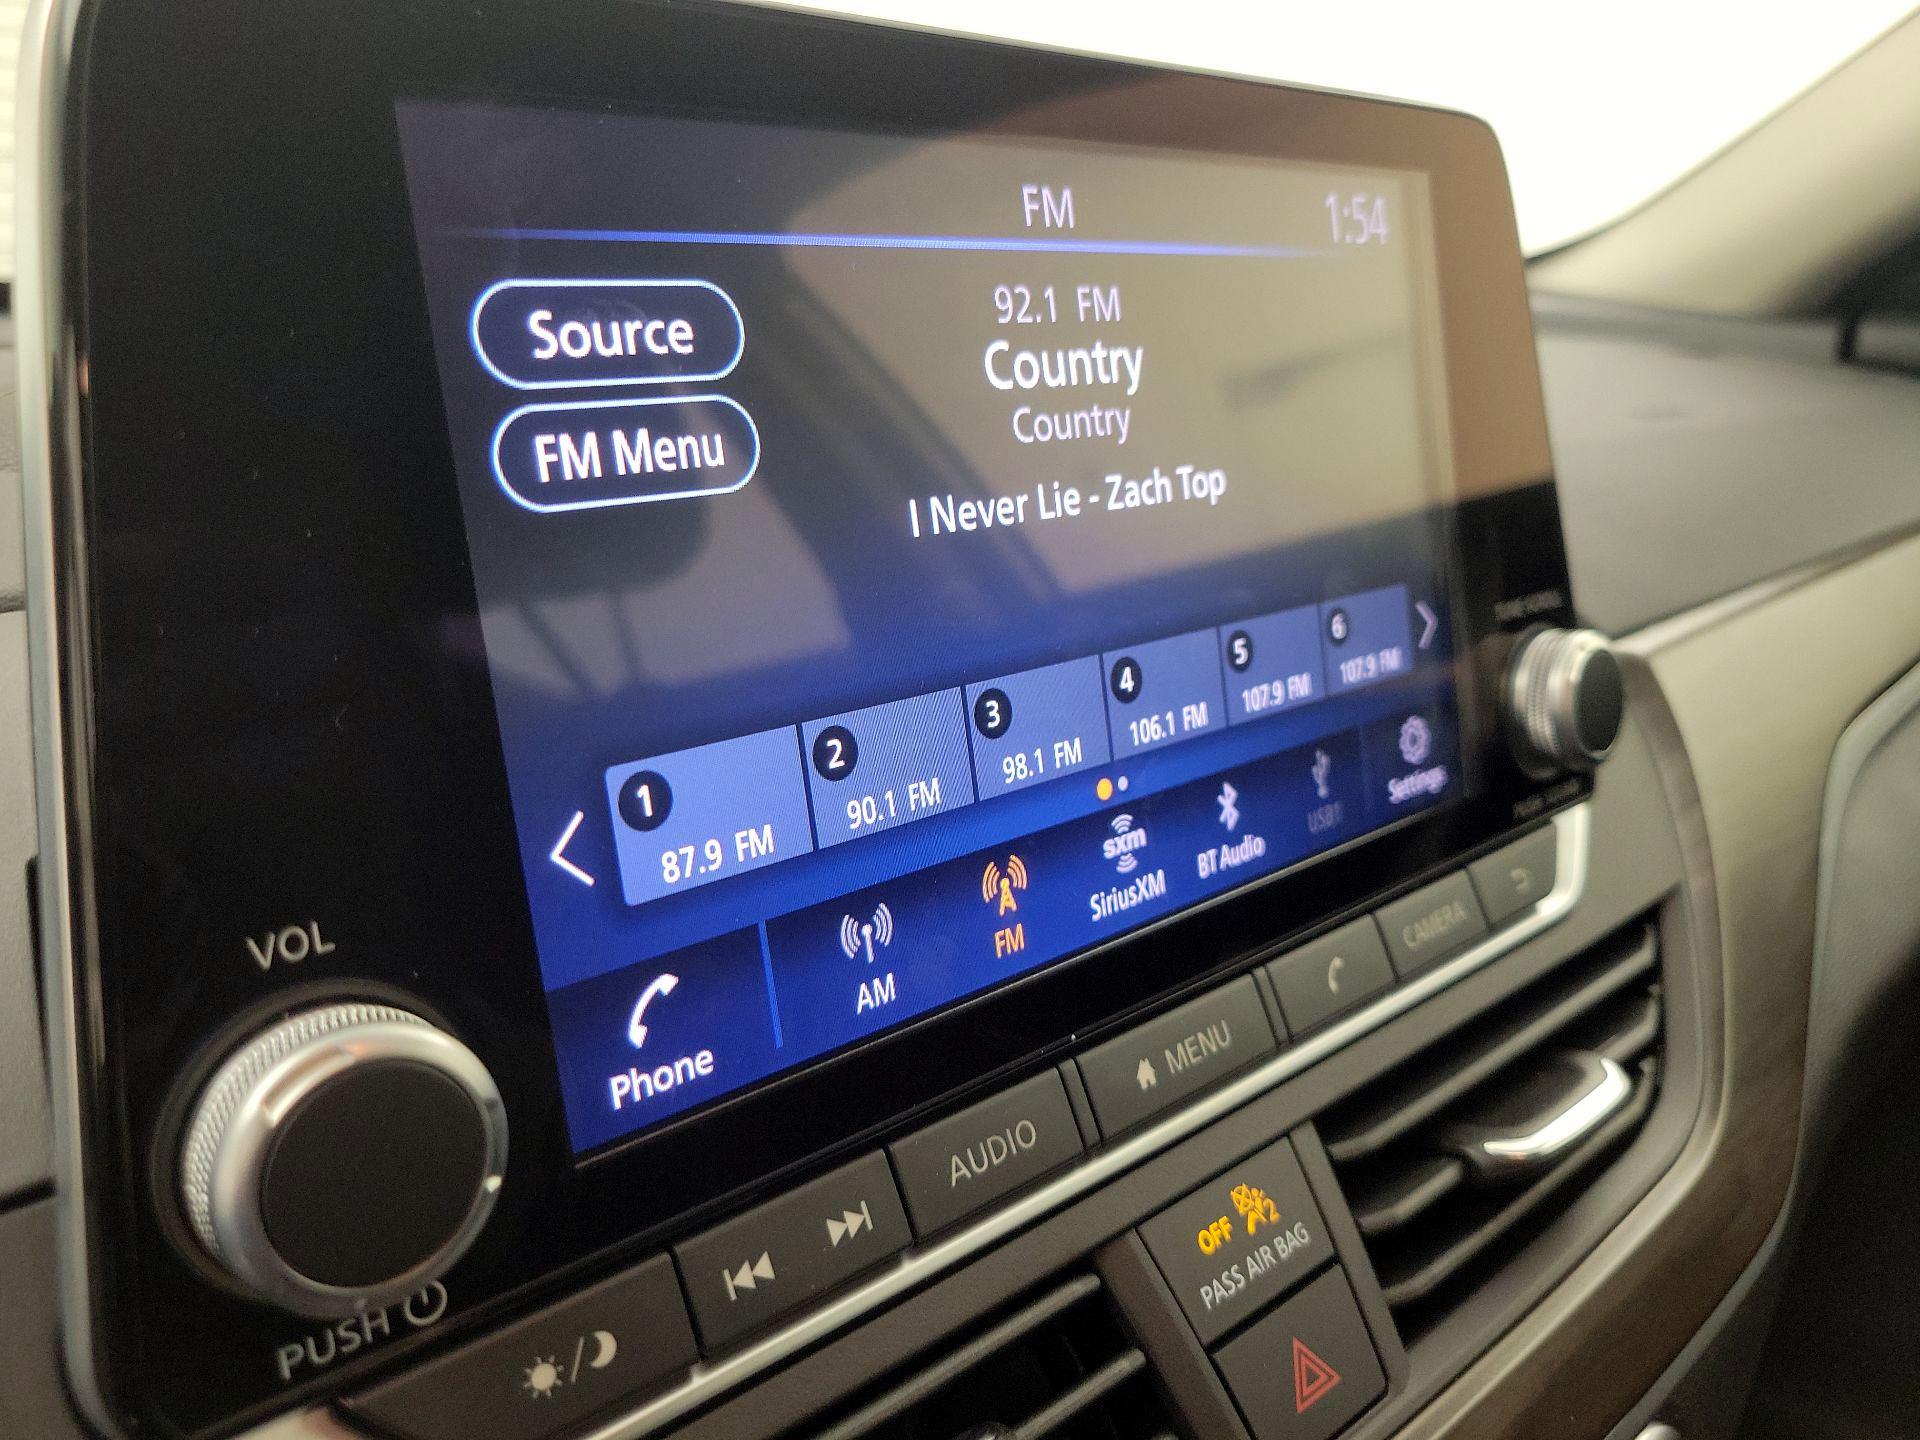 FM
1:54
Source
FM Menu
92.1 FM
Country
Country
I Never Lie - Zach Top
1
87.9 FM
2
90.1 FM
3
98.1 FM
4
106.1 FM
5
107.9 FM
6
107.9 FM
Phone
AM
FM
sxm
SiriusXM
BT Audio
USB1
Settings
VOL
PUSH
AUDIO
MENU
CAMERA
OFF
2
PASS AIR BAG